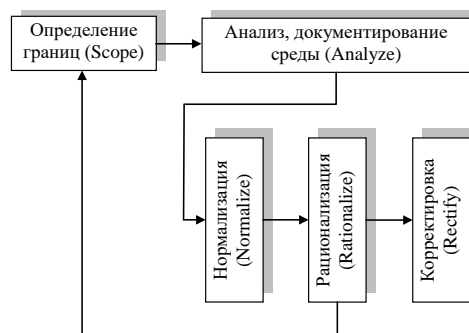 Определение
границ (Scope)
Анализ, документирование
среды (Analyze)
Нормализация
(Normalize)
Рационализация
(Rationalize)
Корректировка
(Rectify)